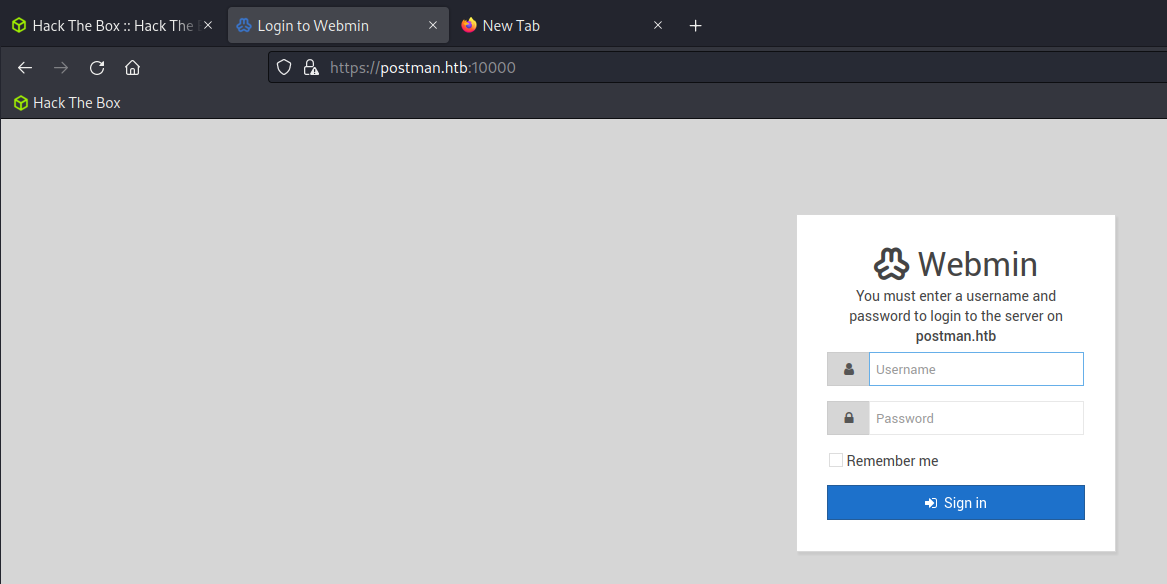 Hack The Box :: Hack The
Login to Webmin
New Tab
https://postman.htb:10000
Hack The Box
Webmin
You must enter a username and
password to login to the server on
postman.htb
Username
Password
Remember me
Sign in